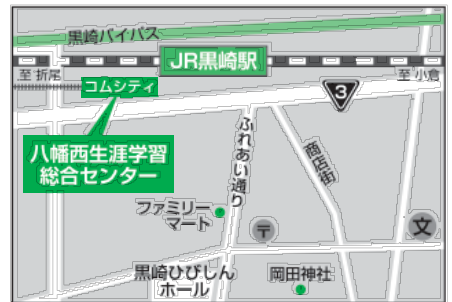 黒崎バイパス
JR黒崎駅
至 折尾
至 小倉
コムシティ
3
八幡西生涯学習
総合センター
ふれあい通り
商店街
ファミリー
マート
〒
文
黒崎ひびしん
ホール
岡田神社